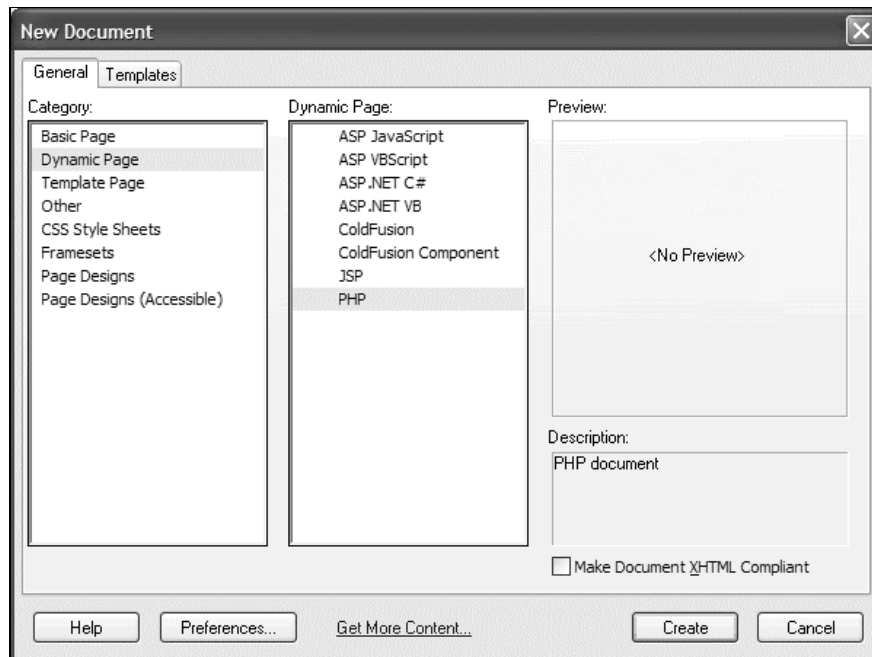 New Document
General
Templates
Category:
Basic Page
Dynamic Page
Template Page
Other
CSS Style Sheets
Framesets
Page Designs
Page Designs (Accessible)
Dynamic Page:
ASP JavaScript
ASP VBScript
ASP.NET C#
ASP.NET VB
ColdFusion
ColdFusion Component
JSP
PHP
Preview:
<No Preview>
Description:
PHP document
Make Document XHTML Compliant
Help
Preferences...
Get More Content...
Create
Cancel